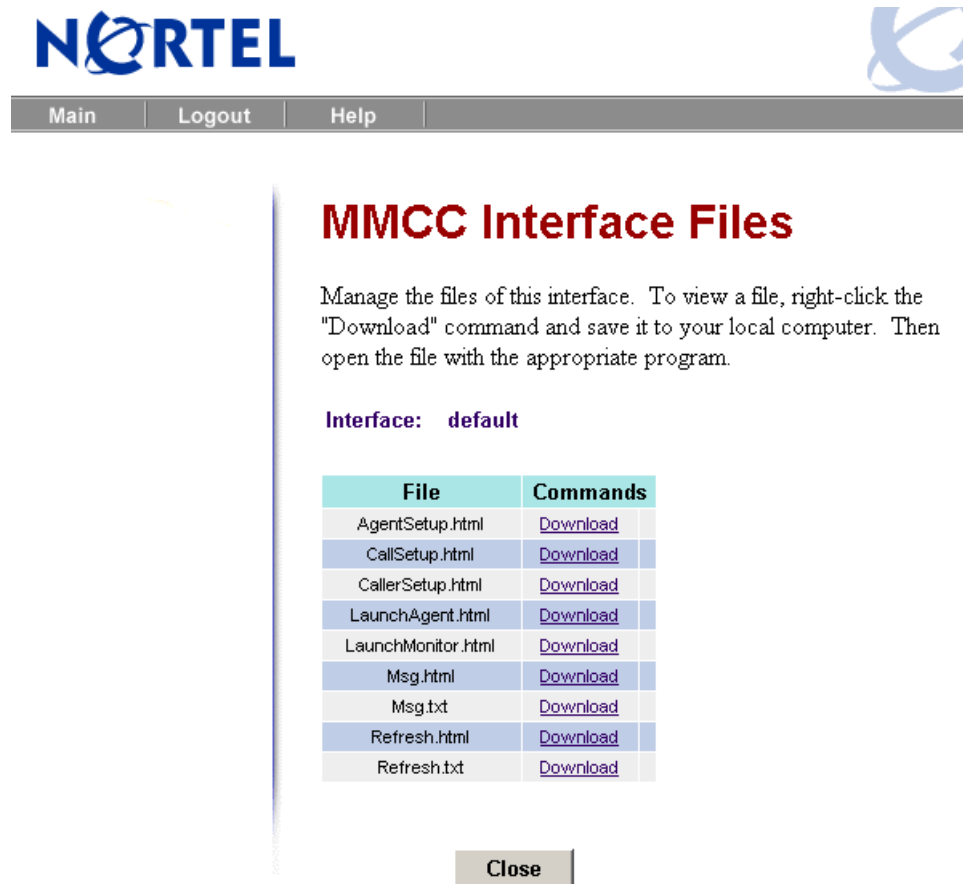 NORTEL
Main Logout Help
MMCC Interface Files
Manage the files of this interface. To view a file, right-click the
"Download" command and save it to your local computer. Then
open the file with the appropriate program.
Interface: default
File Commands
AgentSetup.html Download
CallSetup.html Download
CallerSetup.html Download
LaunchAgent.html Download
LaunchMonitor.html Download
Msg.html Download
Msg.txt Download
Refresh.html Download
Refresh.txt Download
Close